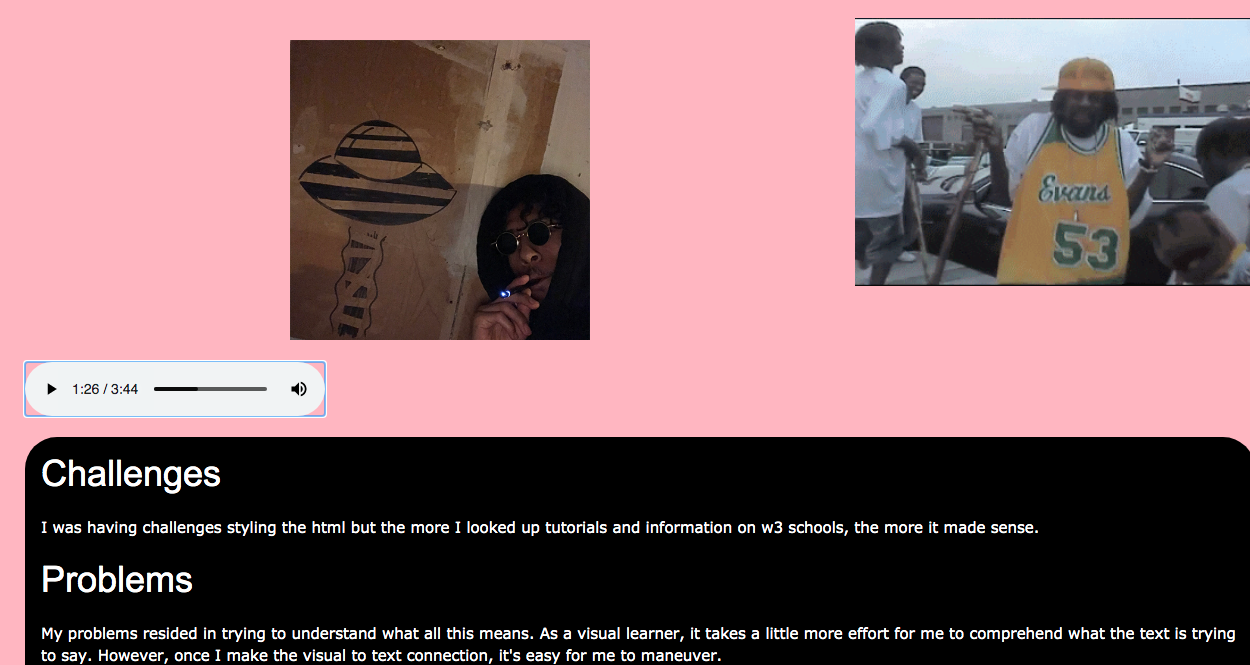 Evans
53
1:26 / 3:44
Challenges
I was having challenges styling the html but the more I looked up tutorials and information on w3 schools, the more it made sense.
Problems
My problems resided in trying to understand what all this means. As a visual learner, it takes a little more effort for me to comprehend what the text is trying
to say. However, once I make the visual to text connection, it's easy for me to maneuver.